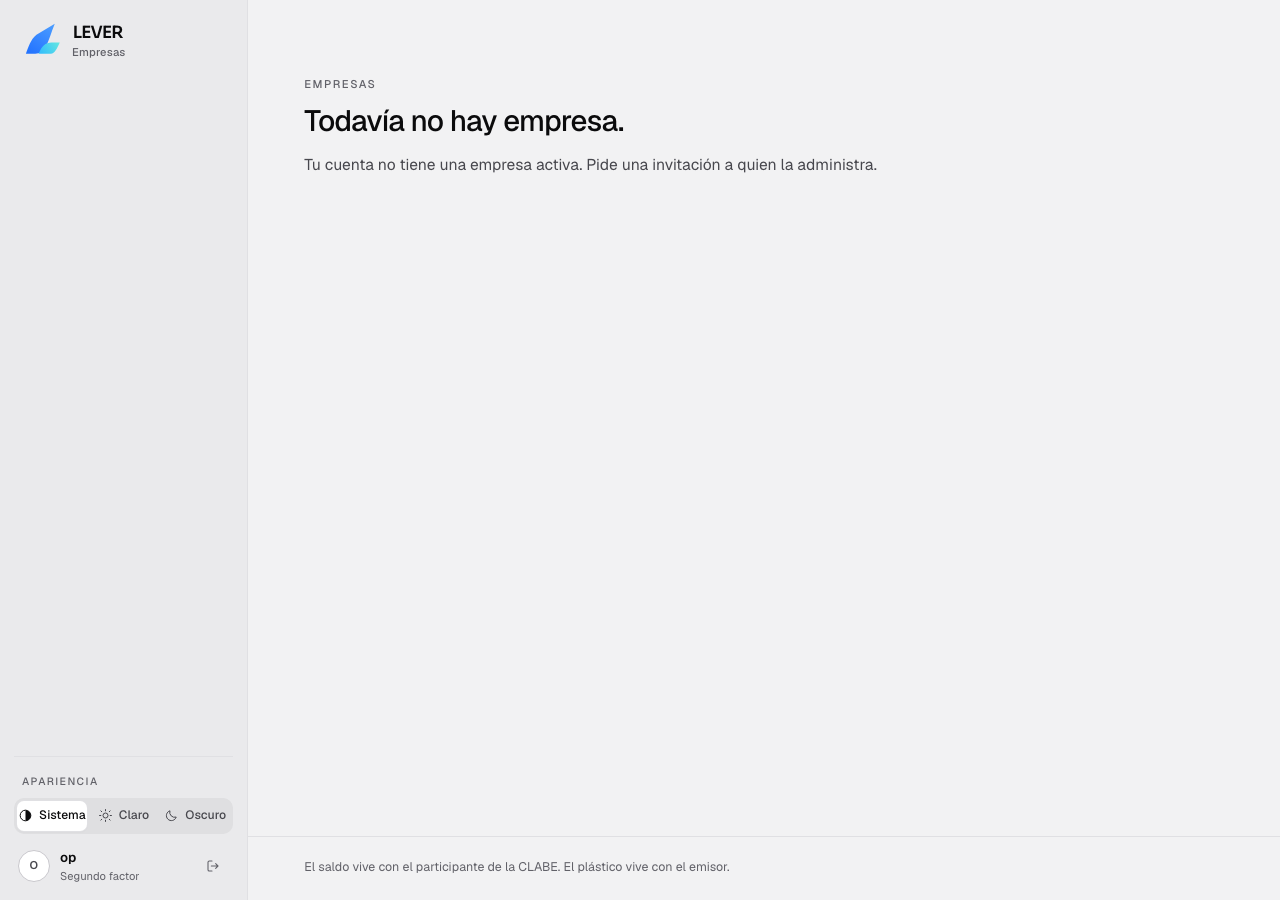 LEVER
Empresas
EMPRESAS
Todavía no hay empresa.
Tu cuenta no tiene una empresa activa. Pide una invitación a quien la administra.
APARIENCIA
Sistema Claro Oscuro
O
op
Segundo factor
El saldo vive con el participante de la CLABE. El plástico vive con el emisor.